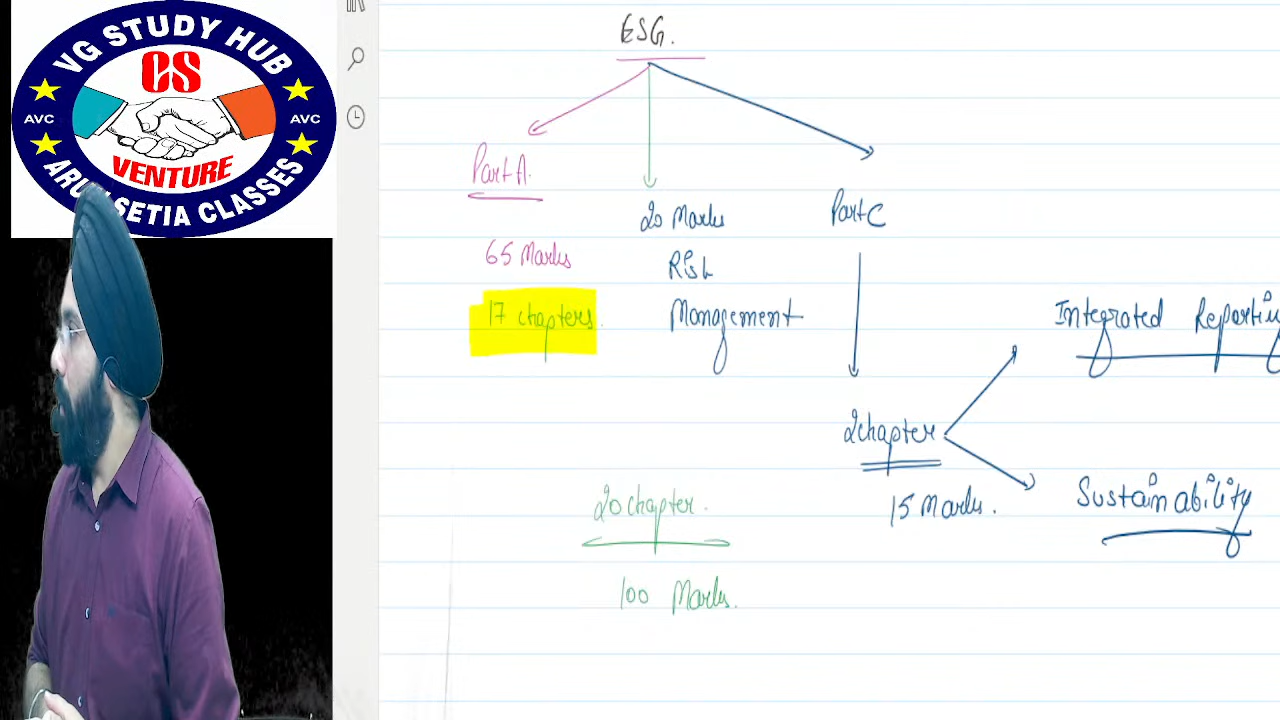 VG STUDY HUB
CS
AVC
AVC
VENTURE
SETIA CLASSES
ESG.
Part A.
20 Marks
Part C
65 Marks
Risk
17 chapters.
Management
Integrated
2 chapter
15 Marks.
Sustainability
20 chapter.
100 Marks.